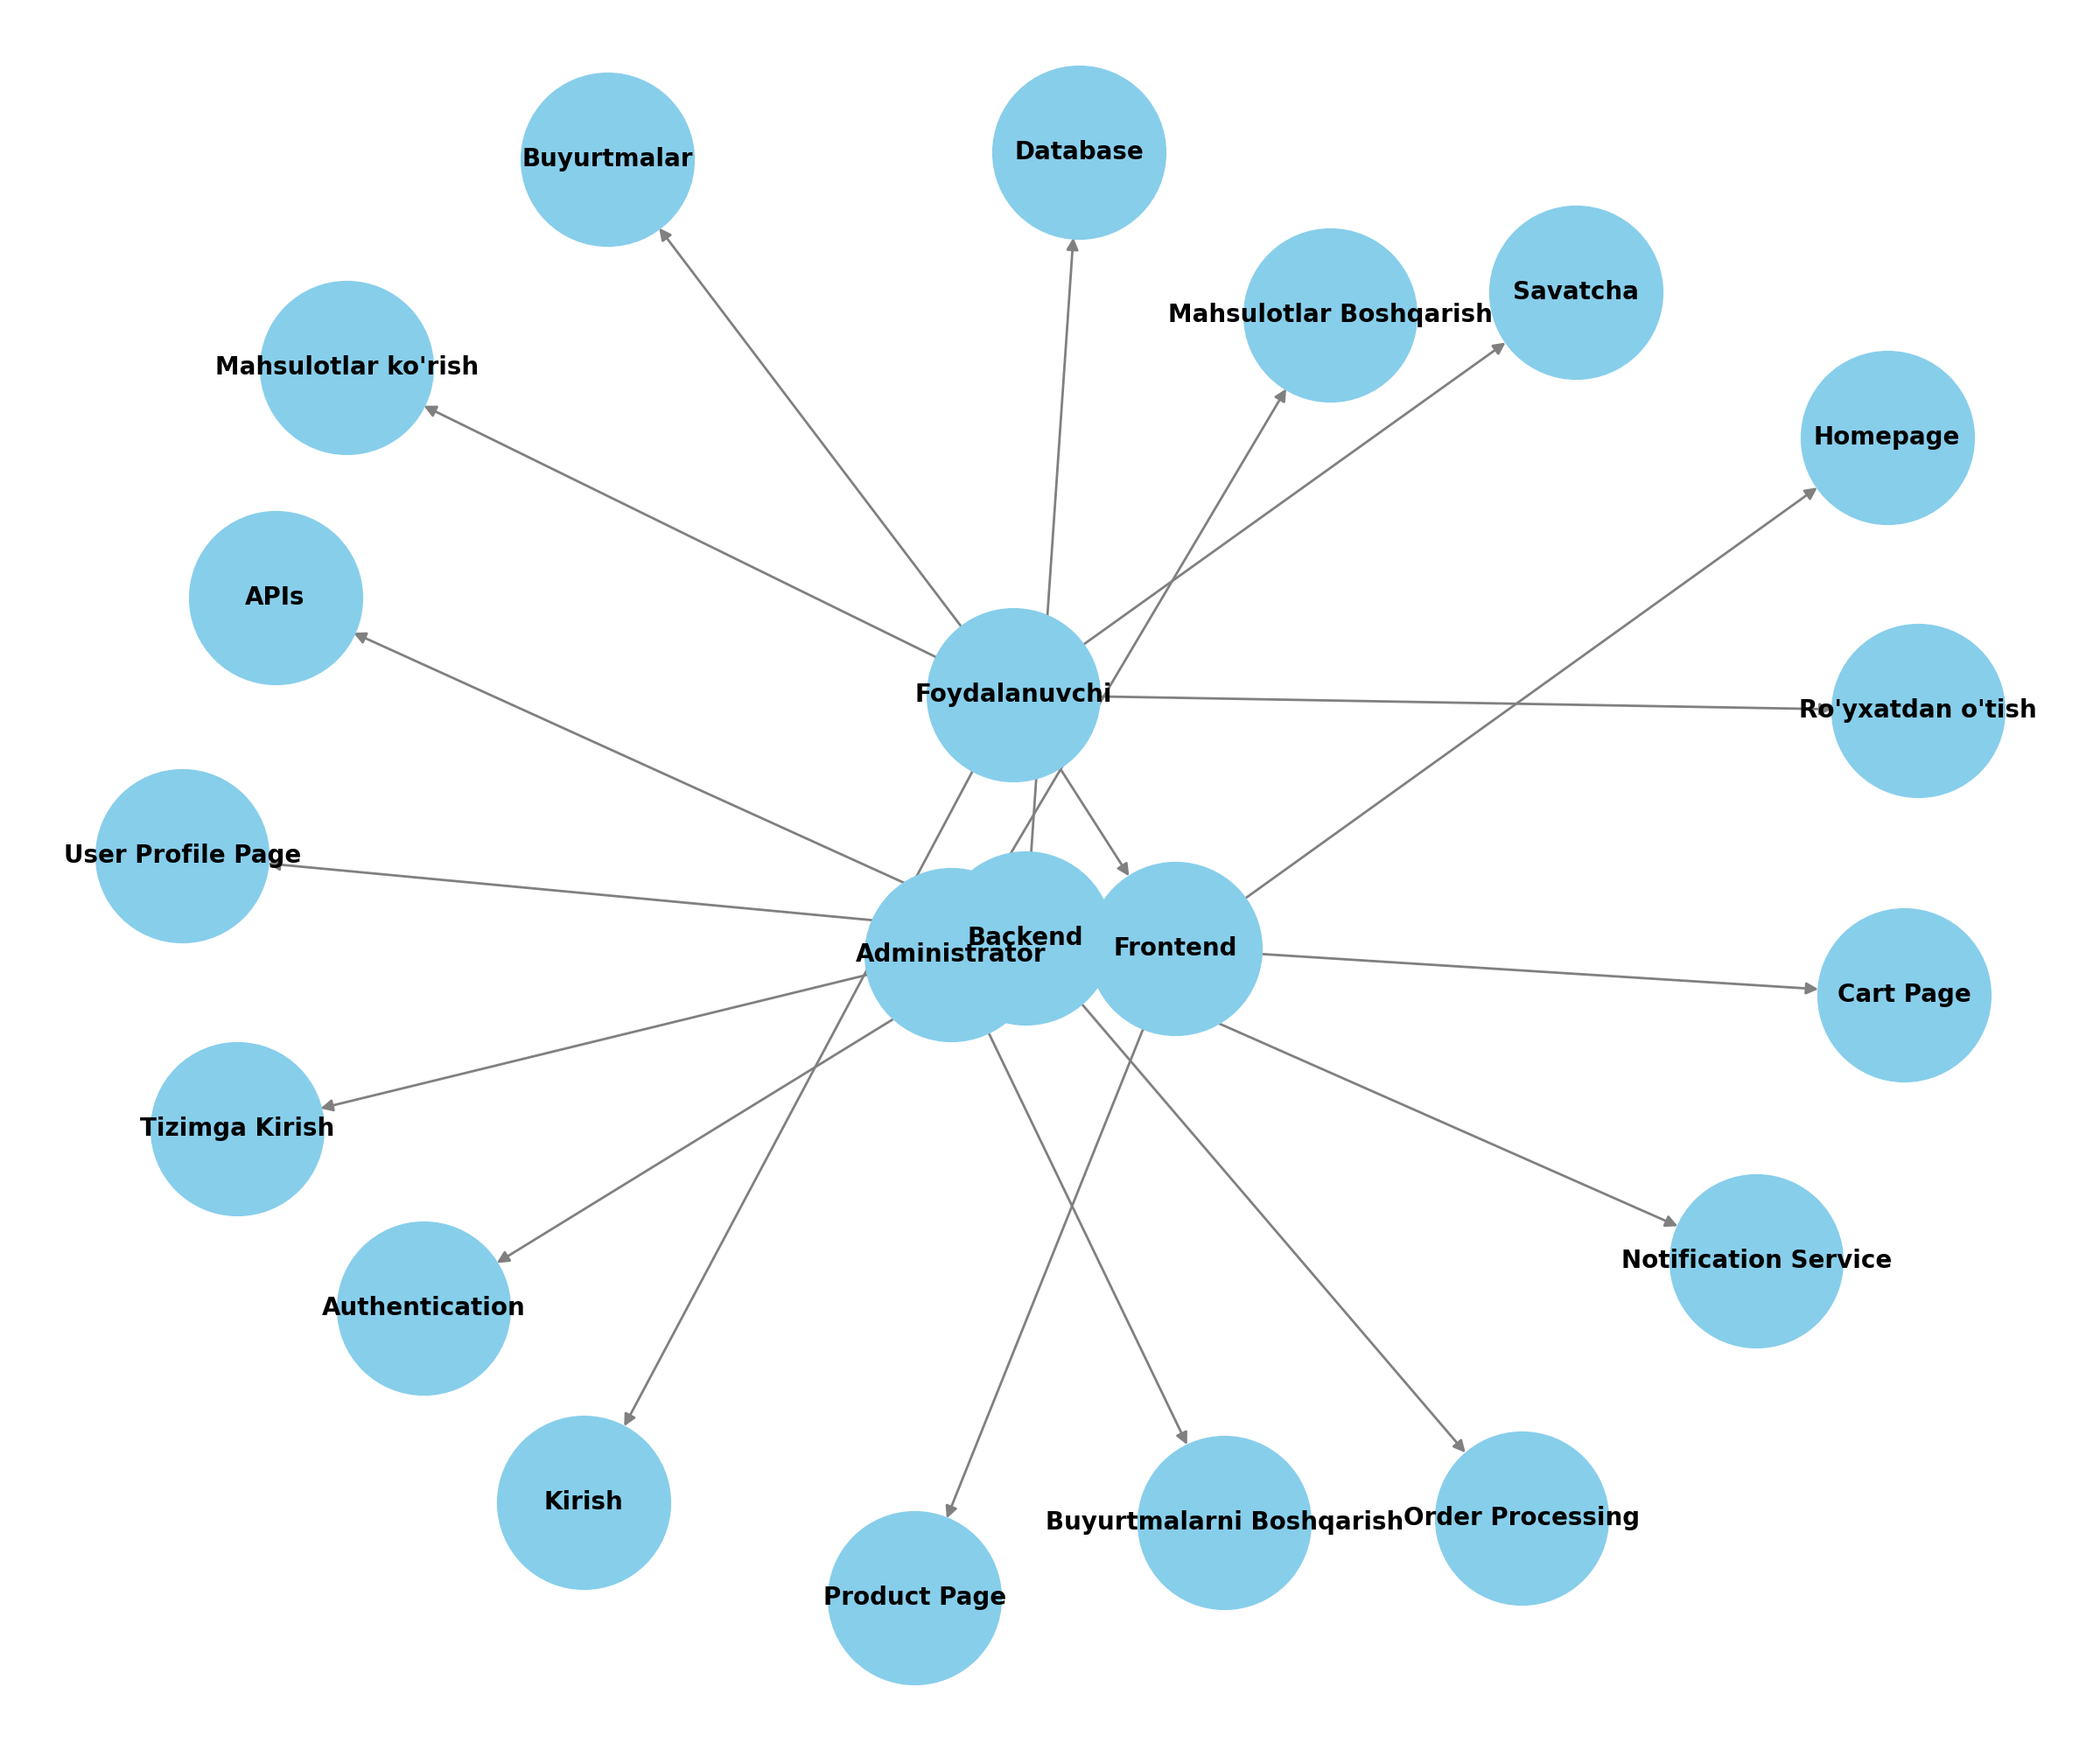 Database
Buyurtmalar
Savatcha
Mahsulotlar Boshqarish
Mahsulotlar ko'rish
Homepage
APIs
Foydalanuvchi
Ro'yxatdan o'tish
User Profile Page
Backend
Frontend
Administrator
Cart Page
Tizimga Kirish
Notification Service
Authentication
Kirish
Order Processing
Buyurtmalarni Boshqarish
Product Page